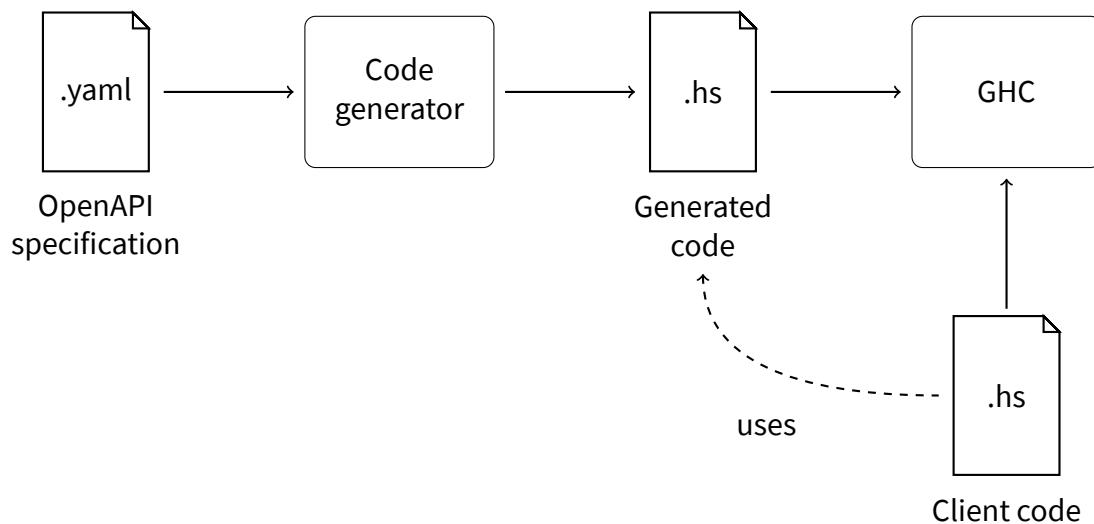 .yaml
OpenAPI
specification
Code
generator
.hs
Generated
code
GHC
uses
.hs
Client code